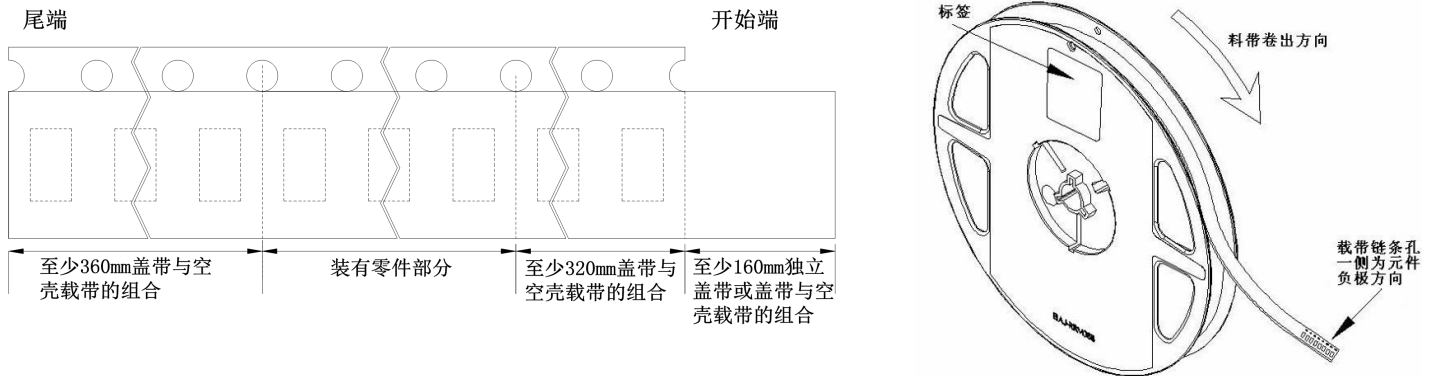 尾端
开始端
至少360mm盖带与空
壳载带的组合
装有零件部分
至少320mm盖带与
空壳载带的组合
至少160mm独立
盖带或盖带与空
壳载带的组合
标签
料带卷出方向
载带链条孔
一侧为元件
负极方向